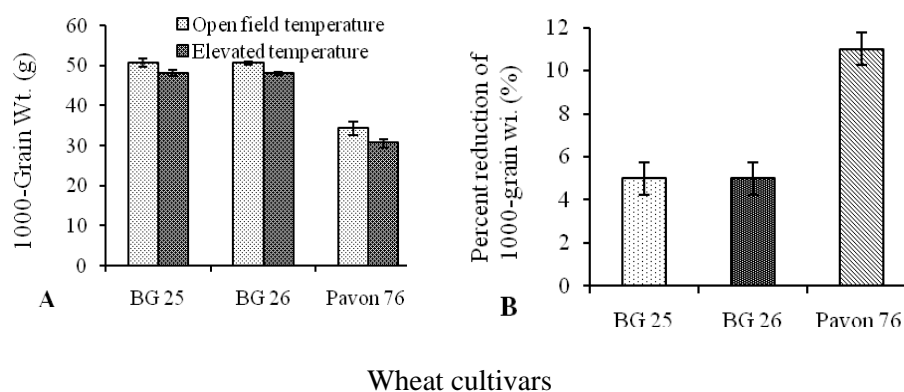 1000-Grain Wt. (g)
60
50
40
30
20
10
0
Open field temperature
Elevated temperature
A
BG 25 BG 26 Pavon 76
Percent reduction of
1000-grain wi. (%)
12
10
8
6
4
2
0
B
BG 25 BG 26 Pavon 76
Wheat cultivars